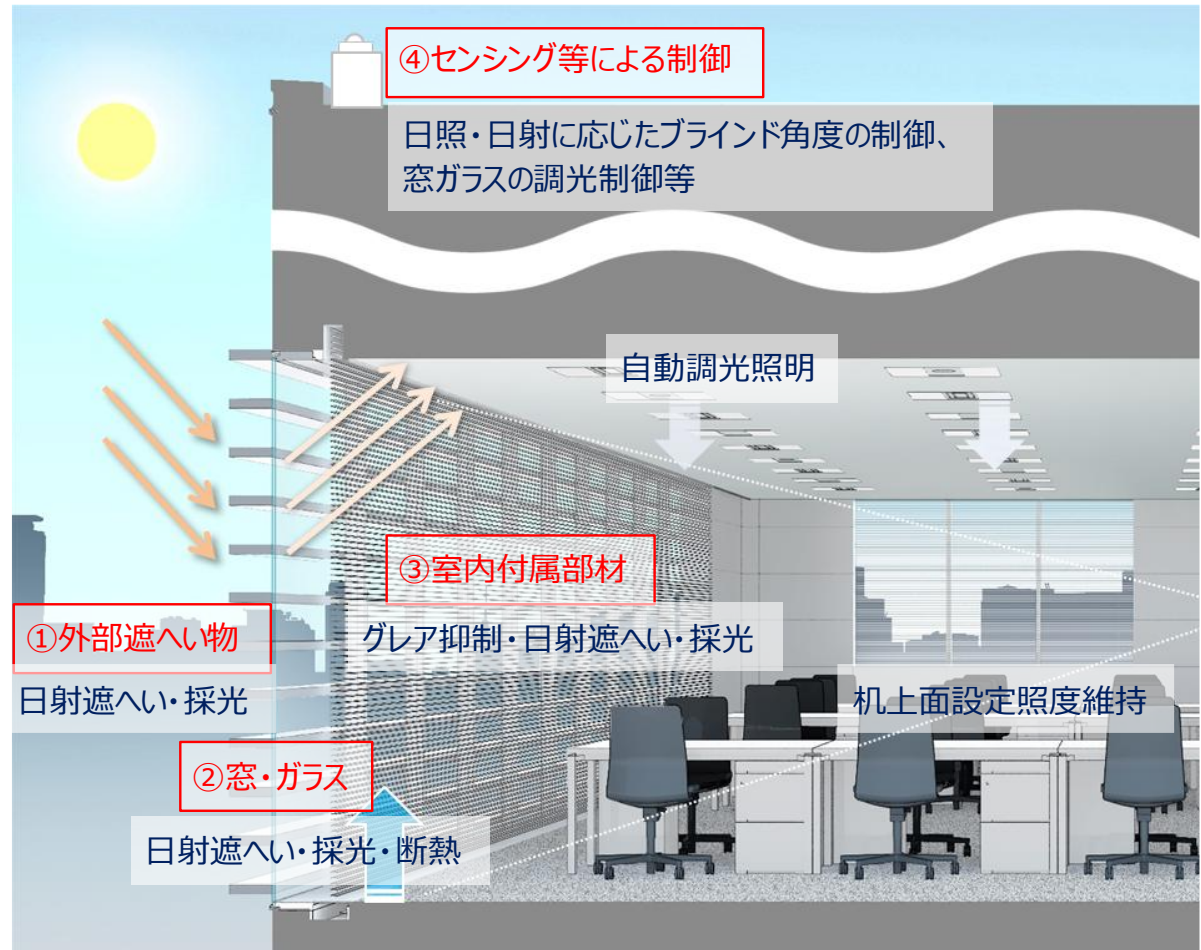 ④センシング等による制御
日照・日射に応じたブラインド角度の制御、
窓ガラスの調光制御等
自動調光照明
③室内付属部材
グレア抑制・日射遮へい・採光
①外部遮へい物
日射遮へい・採光
机上面設定照度維持
②窓・ガラス
日射遮へい・採光・断熱